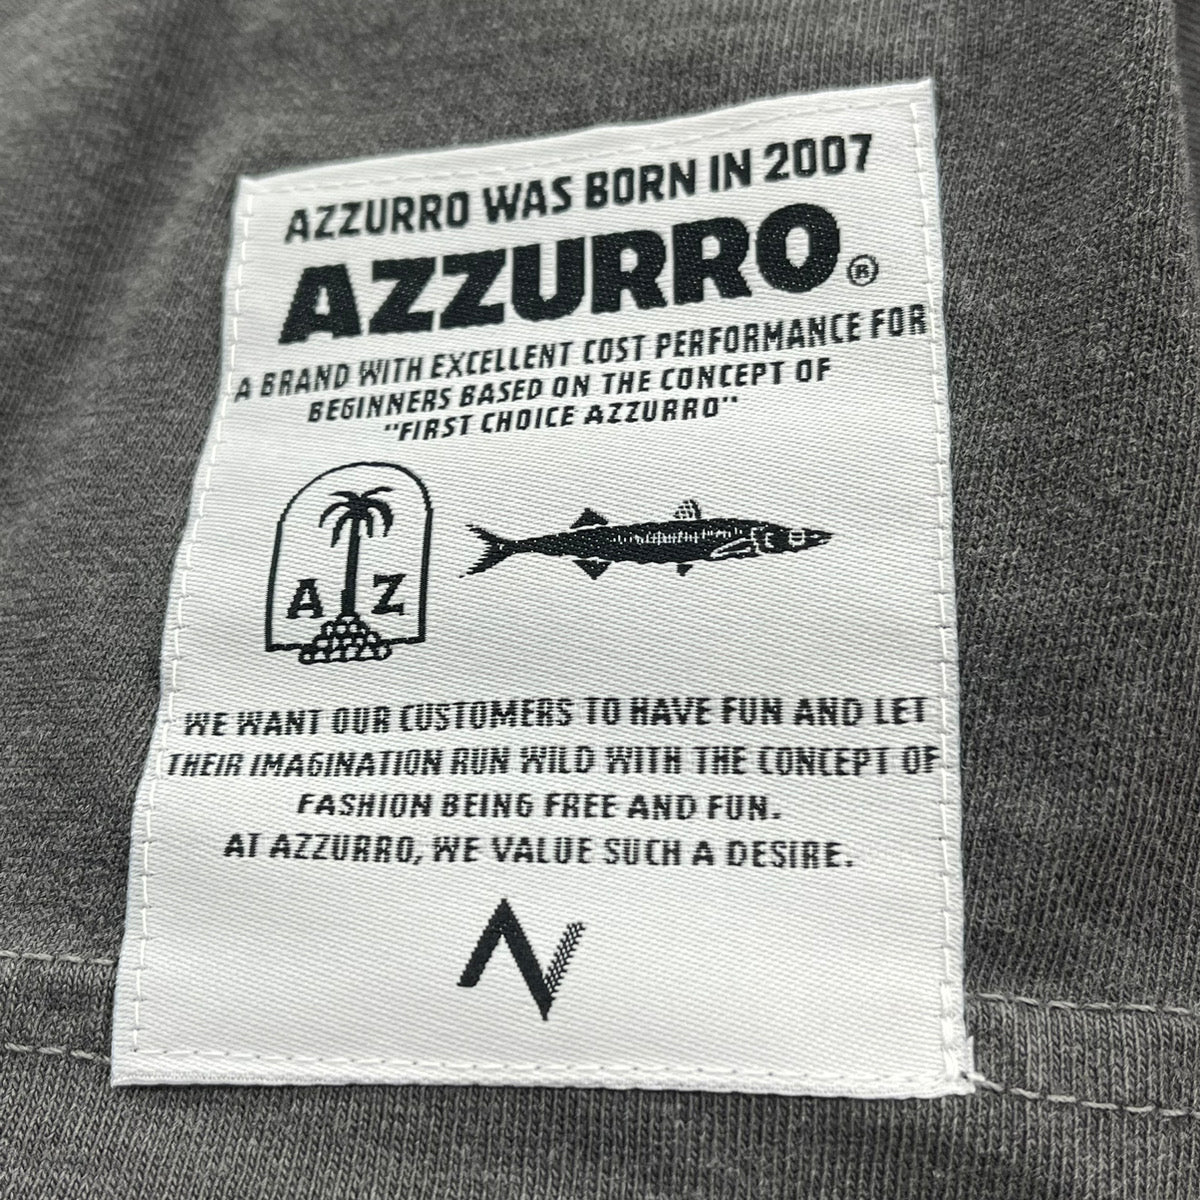 AZZURRO WAS BORN IN 2007
AZZURRO®
A BRAND WITH EXCELLENT COST PERFORMANCE FOR
BEGINNERS BASED ON THE CONCEPT OF
"FIRST CHOICE AZZURRO"
A Z
WE WANT OUR CUSTOMERS TO HAVE FUN AND LET
THEIR IMAGINATION RUN WILD WITH THE CONCEPT OF
FASHION BEING FREE AND FUN.
AT AZZURRO, WE VALUE SUCH A DESIRE.